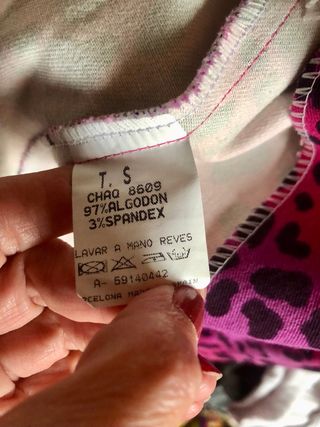 T. S
CHAQ 8609
97%ALGODON
3%SPANDEX
LAVAR A MANO REVES
A- 59140442